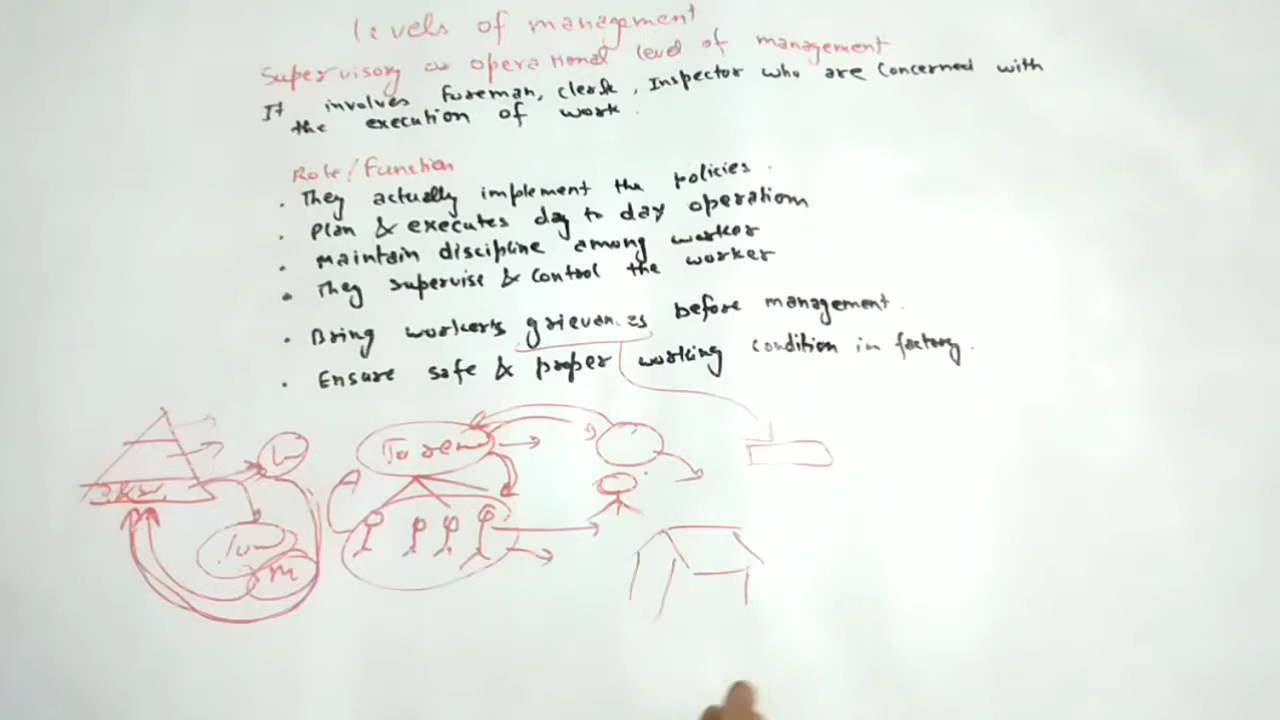 levels of management
Supervisory or operational level of management
It involves Foreman, clerk, Inspector who are concerned with
the execution of work.
Role/Function
• They actually implement the policies.
• Plan & executes day to day operation
• Maintain discipline among worker
• They supervise & control the worker
• Bring worker's grievances before management.
• Ensure safe & proper working condition in factory.
m